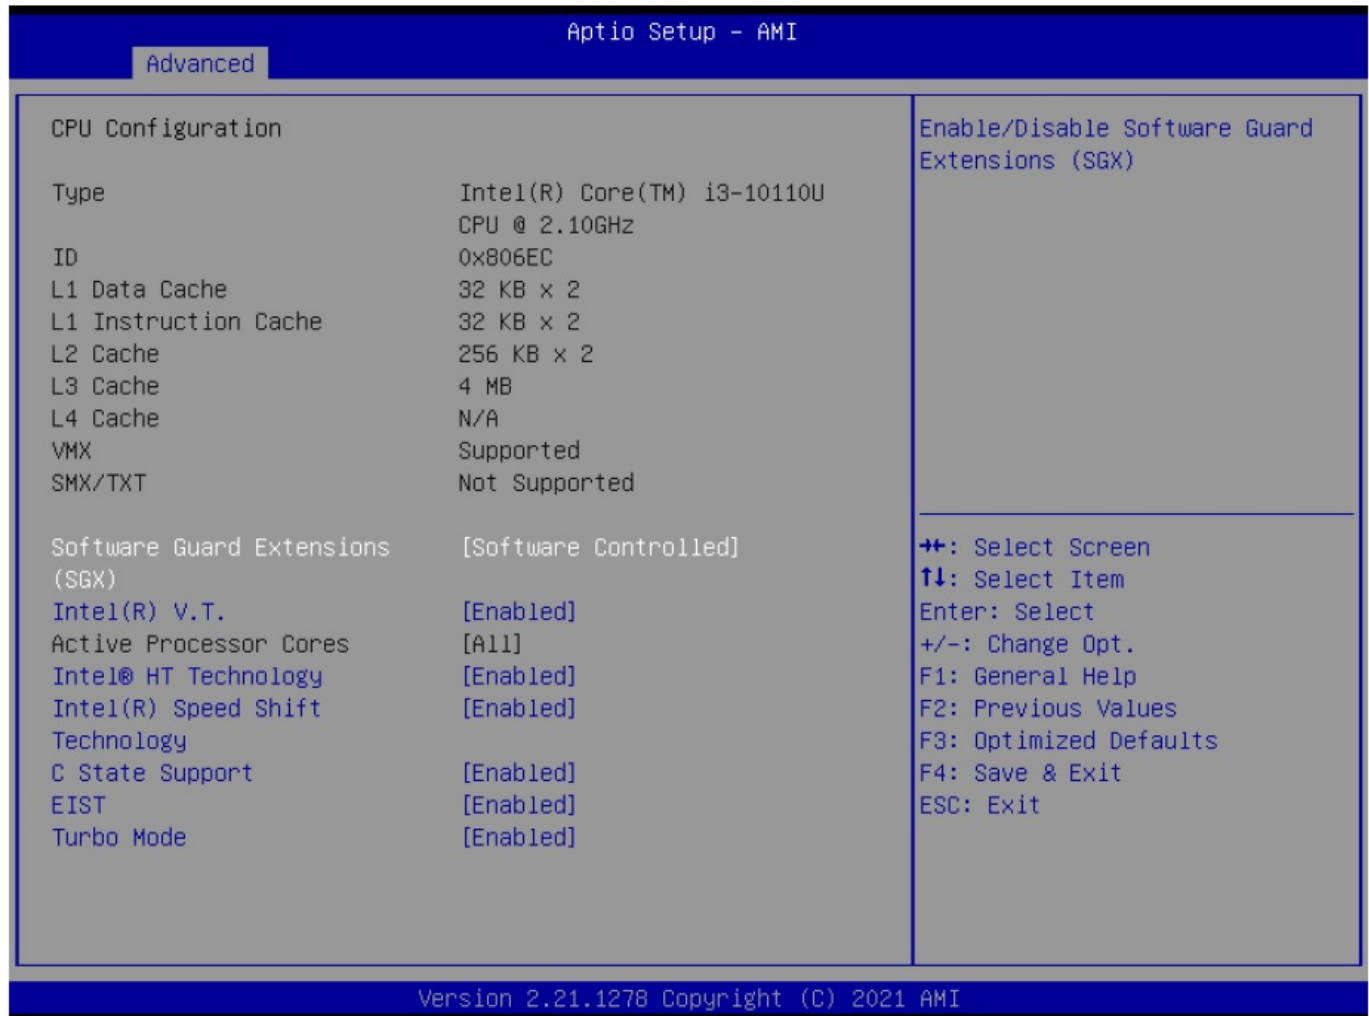 Aptio Setup – AMI
Advanced
CPU Configuration
Type Intel(R) Core(TM) i3-10110U
CPU @ 2.10GHz
ID 0x806EC
L1 Data Cache 32 KB x 2
L1 Instruction Cache 32 KB x 2
L2 Cache 256 KB x 2
L3 Cache 4 MB
L4 Cache N/A
VMX Supported
SMX/TXT Not Supported
Software Guard Extensions [Software Controlled]
(SGX)
Intel(R) V.T. [Enabled]
Active Processor Cores [All]
Intel® HT Technology [Enabled]
Intel(R) Speed Shift [Enabled]
Technology
C State Support [Enabled]
EIST [Enabled]
Turbo Mode [Enabled]
Enable/Disable Software Guard
Extensions (SGX)
→←: Select Screen
↑↓: Select Item
Enter: Select
+/-: Change Opt.
F1: General Help
F2: Previous Values
F3: Optimized Defaults
F4: Save & Exit
ESC: Exit
Version 2.21.1278 Copyright (C) 2021 AMI